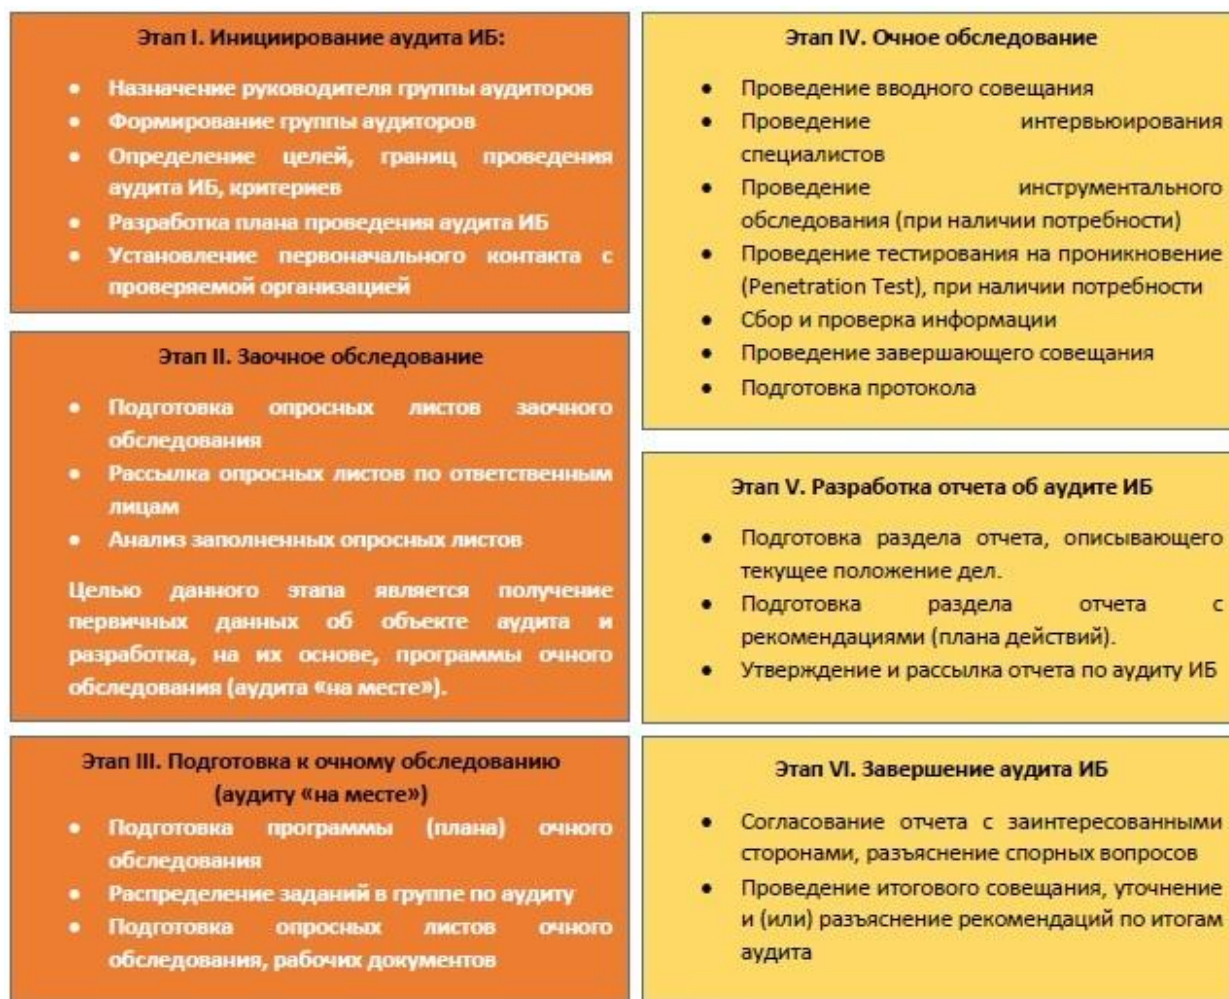 Этап I. Инициирование аудита ИБ:
• Назначение руководителя группы аудиторов
• Формирование группы аудиторов
• Определение целей, границ проведения
аудита ИБ, критериев
• Разработка плана проведения аудита ИБ
• Установление первоначального контакта с
проверяемой организацией
Этап II. Заочное обследование
• Подготовка опросных листов заочного
обследования
• Рассылка опросных листов по ответственным
лицам
• Анализ заполненных опросных листов
Целью данного этапа является получение
первичных данных об объекте аудита и
разработка, на их основе, программы очного
обследования (аудита «на месте»).
Этап III. Подготовка к очному обследованию
(аудиту «на месте»)
• Подготовка программы (плана) очного
обследования
• Распределение заданий в группе по аудиту
• Подготовка опросных листов очного
обследования, рабочих документов
Этап IV. Очное обследование
• Проведение вводного совещания
• Проведение интервьюирования
специалистов
• Проведение инструментального
обследования (при наличии потребности)
• Проведение тестирования на проникновение
(Penetration Test), при наличии потребности
• Сбор и проверка информации
• Проведение завершающего совещания
• Подготовка протокола
Этап V. Разработка отчета об аудите ИБ
• Подготовка раздела отчета, описывающего
текущее положение дел.
• Подготовка раздела отчета с
рекомендациями (плана действий).
• Утверждение и рассылка отчета по аудиту ИБ
Этап VI. Завершение аудита ИБ
• Согласование отчета с заинтересованными
сторонами, разъяснение спорных вопросов
• Проведение итогового совещания, уточнение
и (или) разъяснение рекомендаций по итогам
аудита